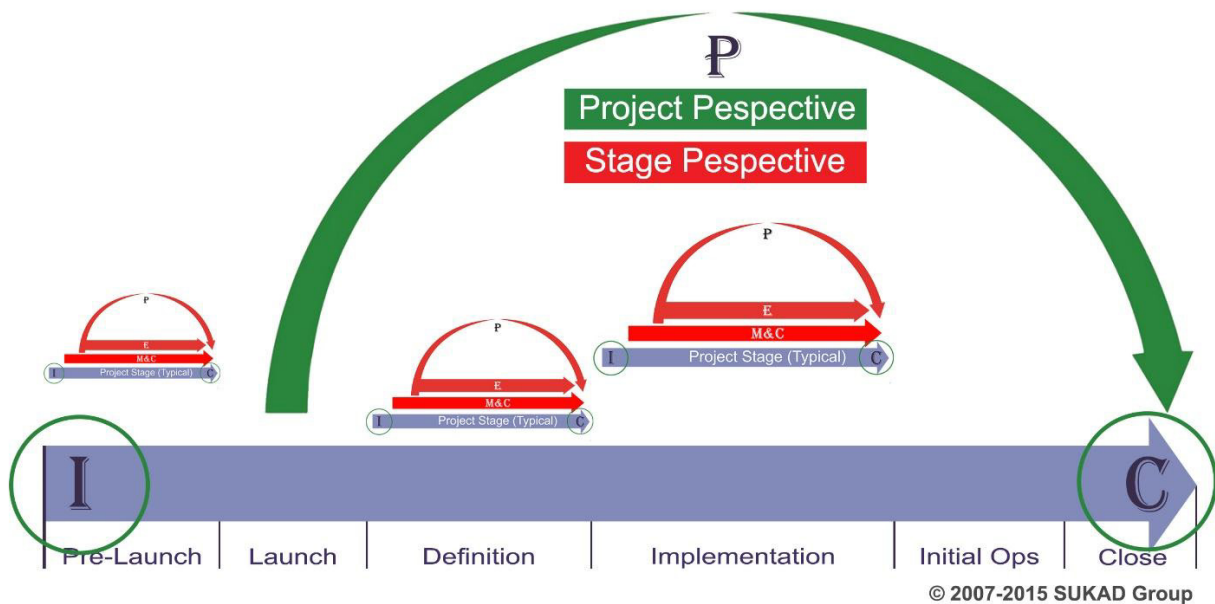 P
Project Pespective
Stage Pespective
P
E
M&C
I Project Stage (Typical) C
P
E
M&C
I Project Stage (Typical) C
P
E
M&C
I Project Stage (Typical) C
I C
Pre-Launch Launch Definition Implementation Initial Ops Close
© 2007-2015 SUKAD Group